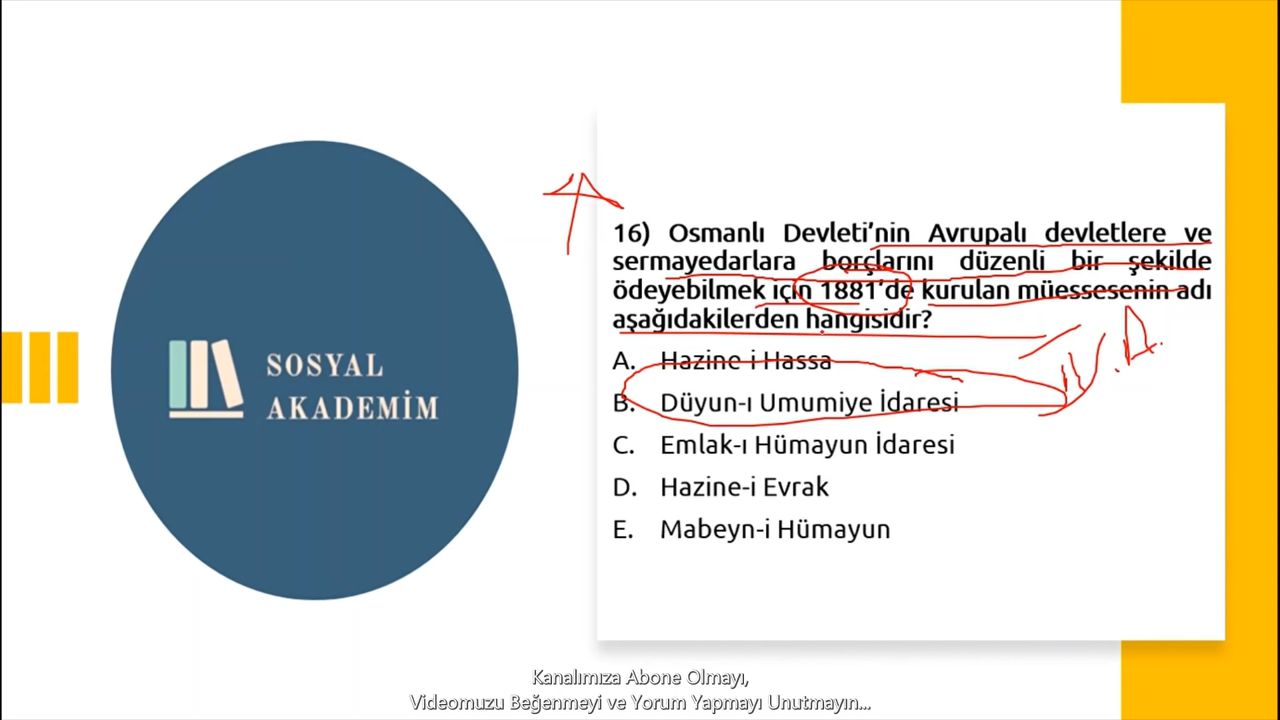 SOSYAL
AKADEMİM
16) Osmanlı Devleti’nin Avrupalı devletlere ve
sermayedarlara borçlarını düzenli bir şekilde
ödeyebilmek için 1881’de kurulan müessesenin adı
aşağıdakilerden hangisidir?
A. Hazine-i Hassa
B. Düyun-ı Umumiye İdaresi
C. Emlak-ı Hümayun İdaresi
D. Hazine-i Evrak
E. Mabeyn-i Hümayun
Kanalımıza Abone Olmayı,
Videomuzu Beğenmeyi ve Yorum Yapmayı Unutmayın...